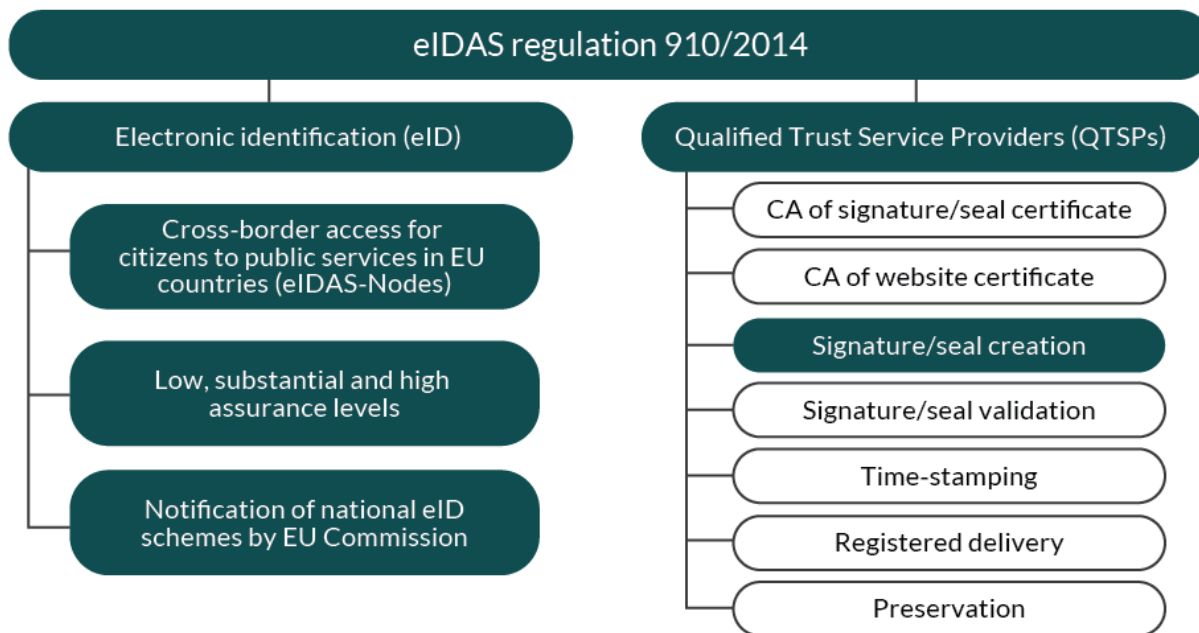 eIDAS regulation 910/2014
Electronic identification (eID)
Cross-border access for
citizens to public services in EU
countries (eIDAS-Nodes)
Low, substantial and high
assurance levels
Notification of national eID
schemes by EU Commission
Qualified Trust Service Providers (QTSPs)
CA of signature/seal certificate
CA of website certificate
Signature/seal creation
Signature/seal validation
Time-stamping
Registered delivery
Preservation